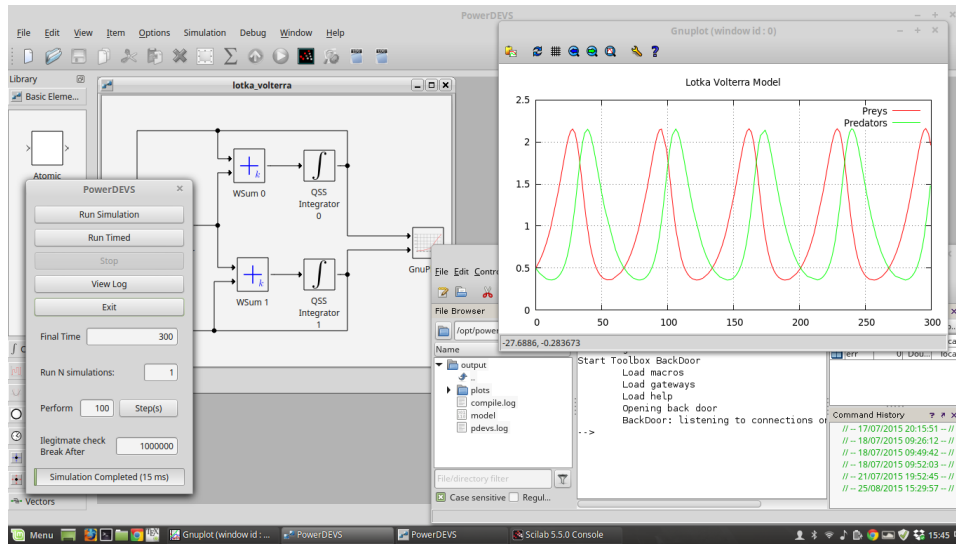 PowerDEVS
File Edit View Item Options Simulation Debug Window Help
Library
Basic Eleme...
Atomic
lotka_volterra
+k
WSum 0
∫
QSS
Integrator
0
+k
WSum 1
∫
QSS
Integrator
1
PowerDEVS
Run Simulation
Run Timed
Stop
View Log
Exit
Final Time 300
Run N simulations: 1
Perform 100 Step(s)
Ilegitmate check
Break After 1000000
Simulation Completed (15 ms)
Vectors
Gnuplot (window id : 0)
Lotka Volterra Model
Preys
Predators
2.5
2
1.5
1
0.5
0
0 50 100 150 200 250 300
-27.6886, -0.283673
File Edit
File Browser
/opt/power
Name
output
..
plots
compile.log
model
pdevs.log
File/directory filter
Case sensitive Regul...
Start Toolbox BackDoor
Load macros
Load gateways
Load help
Opening back door
BackDoor: listening to connections
-->
err 0 Dou...
Command History
// -- 17/07/2015 20:15:51 -- //
// -- 18/07/2015 09:26:12 -- //
// -- 18/07/2015 09:49:42 -- //
// -- 18/07/2015 09:52:03 -- //
// -- 21/07/2015 19:52:45 -- //
// -- 25/08/2015 15:29:57 -- //
Menu Gnuplot (window id : ... PowerDEVS PowerDEVS Scilab 5.5.0 Console 15:45